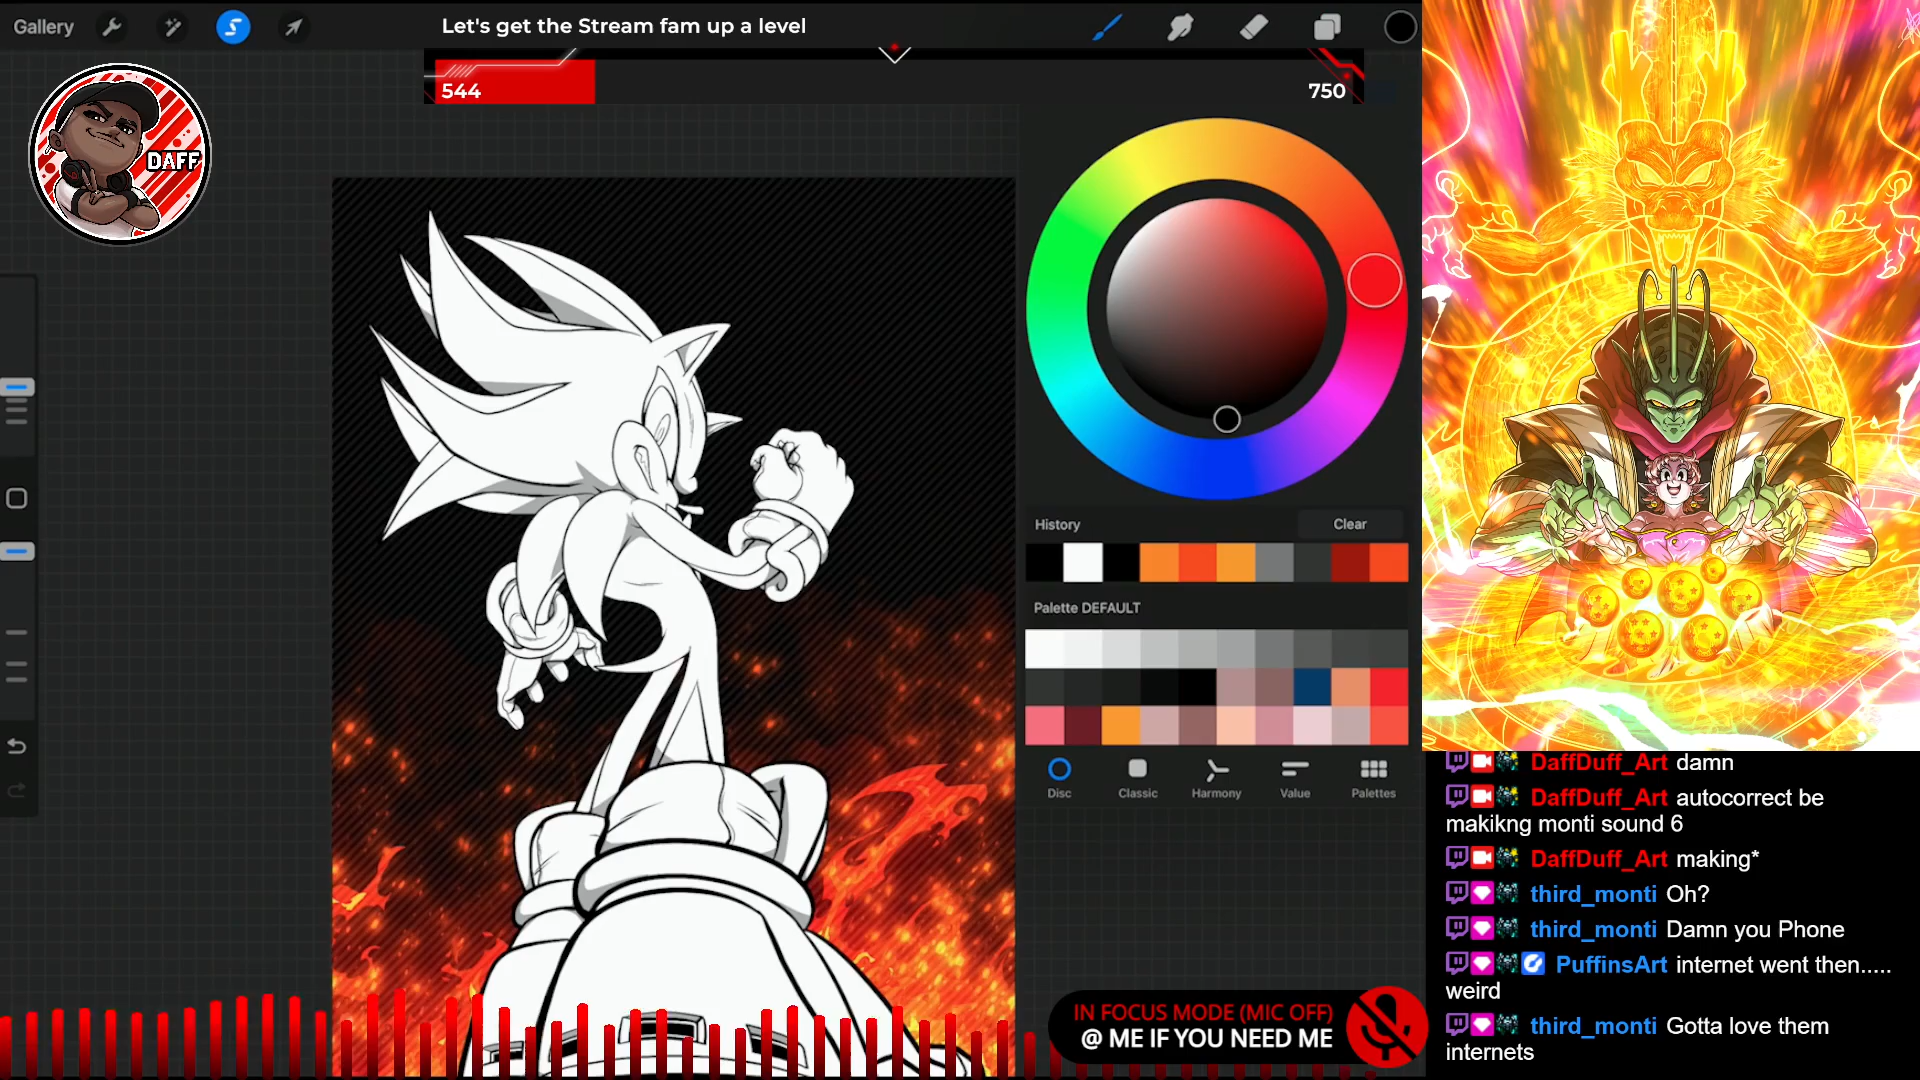 Gallery
Let's get the Stream fam up a level
544
750
DAFF
History
Clear
Palette DEFAULT
Disc
Classic
Harmony
Value
Palettes
IN FOCUS MODE (MIC OFF)
@ ME IF YOU NEED ME
DaffDuff_Art damn
DaffDuff_Art autocorrect be
makikng monti sound 6
DaffDuff_Art making*
third_monti Oh?
third_monti Damn you Phone
PuffinsArt internet went then.....
weird
third_monti Gotta love them
internets